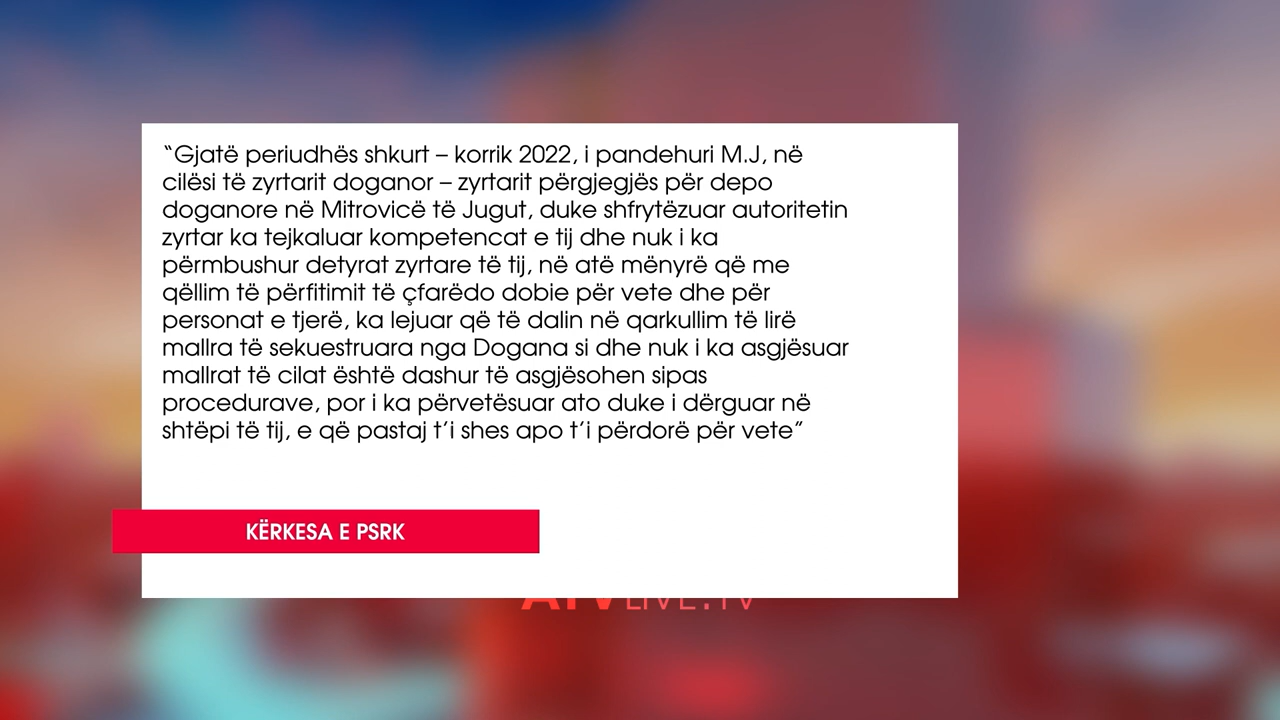 “Gjatë periudhës shkurt – korrik 2022, i pandehuri M.J, në
cilësi të zyrtarit doganor – zyrtarit përgjegjës për depo
doganore në Mitrovicë të Jugut, duke shfrytëzuar autoritetin
zyrtar ka tejkaluar kompetencat e tij dhe nuk i ka
përmbushur detyrat zyrtare të tij, në atë mënyrë që me
qëllim të përfitimit të çfarëdo dobie për vete dhe për
personat e tjerë, ka lejuar që të dalin në qarkullim të lirë
mallra të sekuestruara nga Dogana si dhe nuk i ka asgjësuar
mallrat të cilat është dashur të asgjësohen sipas
procedurave, por i ka përvetësuar ato duke i dërguar në
shtëpi të tij, e që pastaj t’i shes apo t’i përdorë për vete”
KËRKESA E PSRK
ATV LIVE.TV